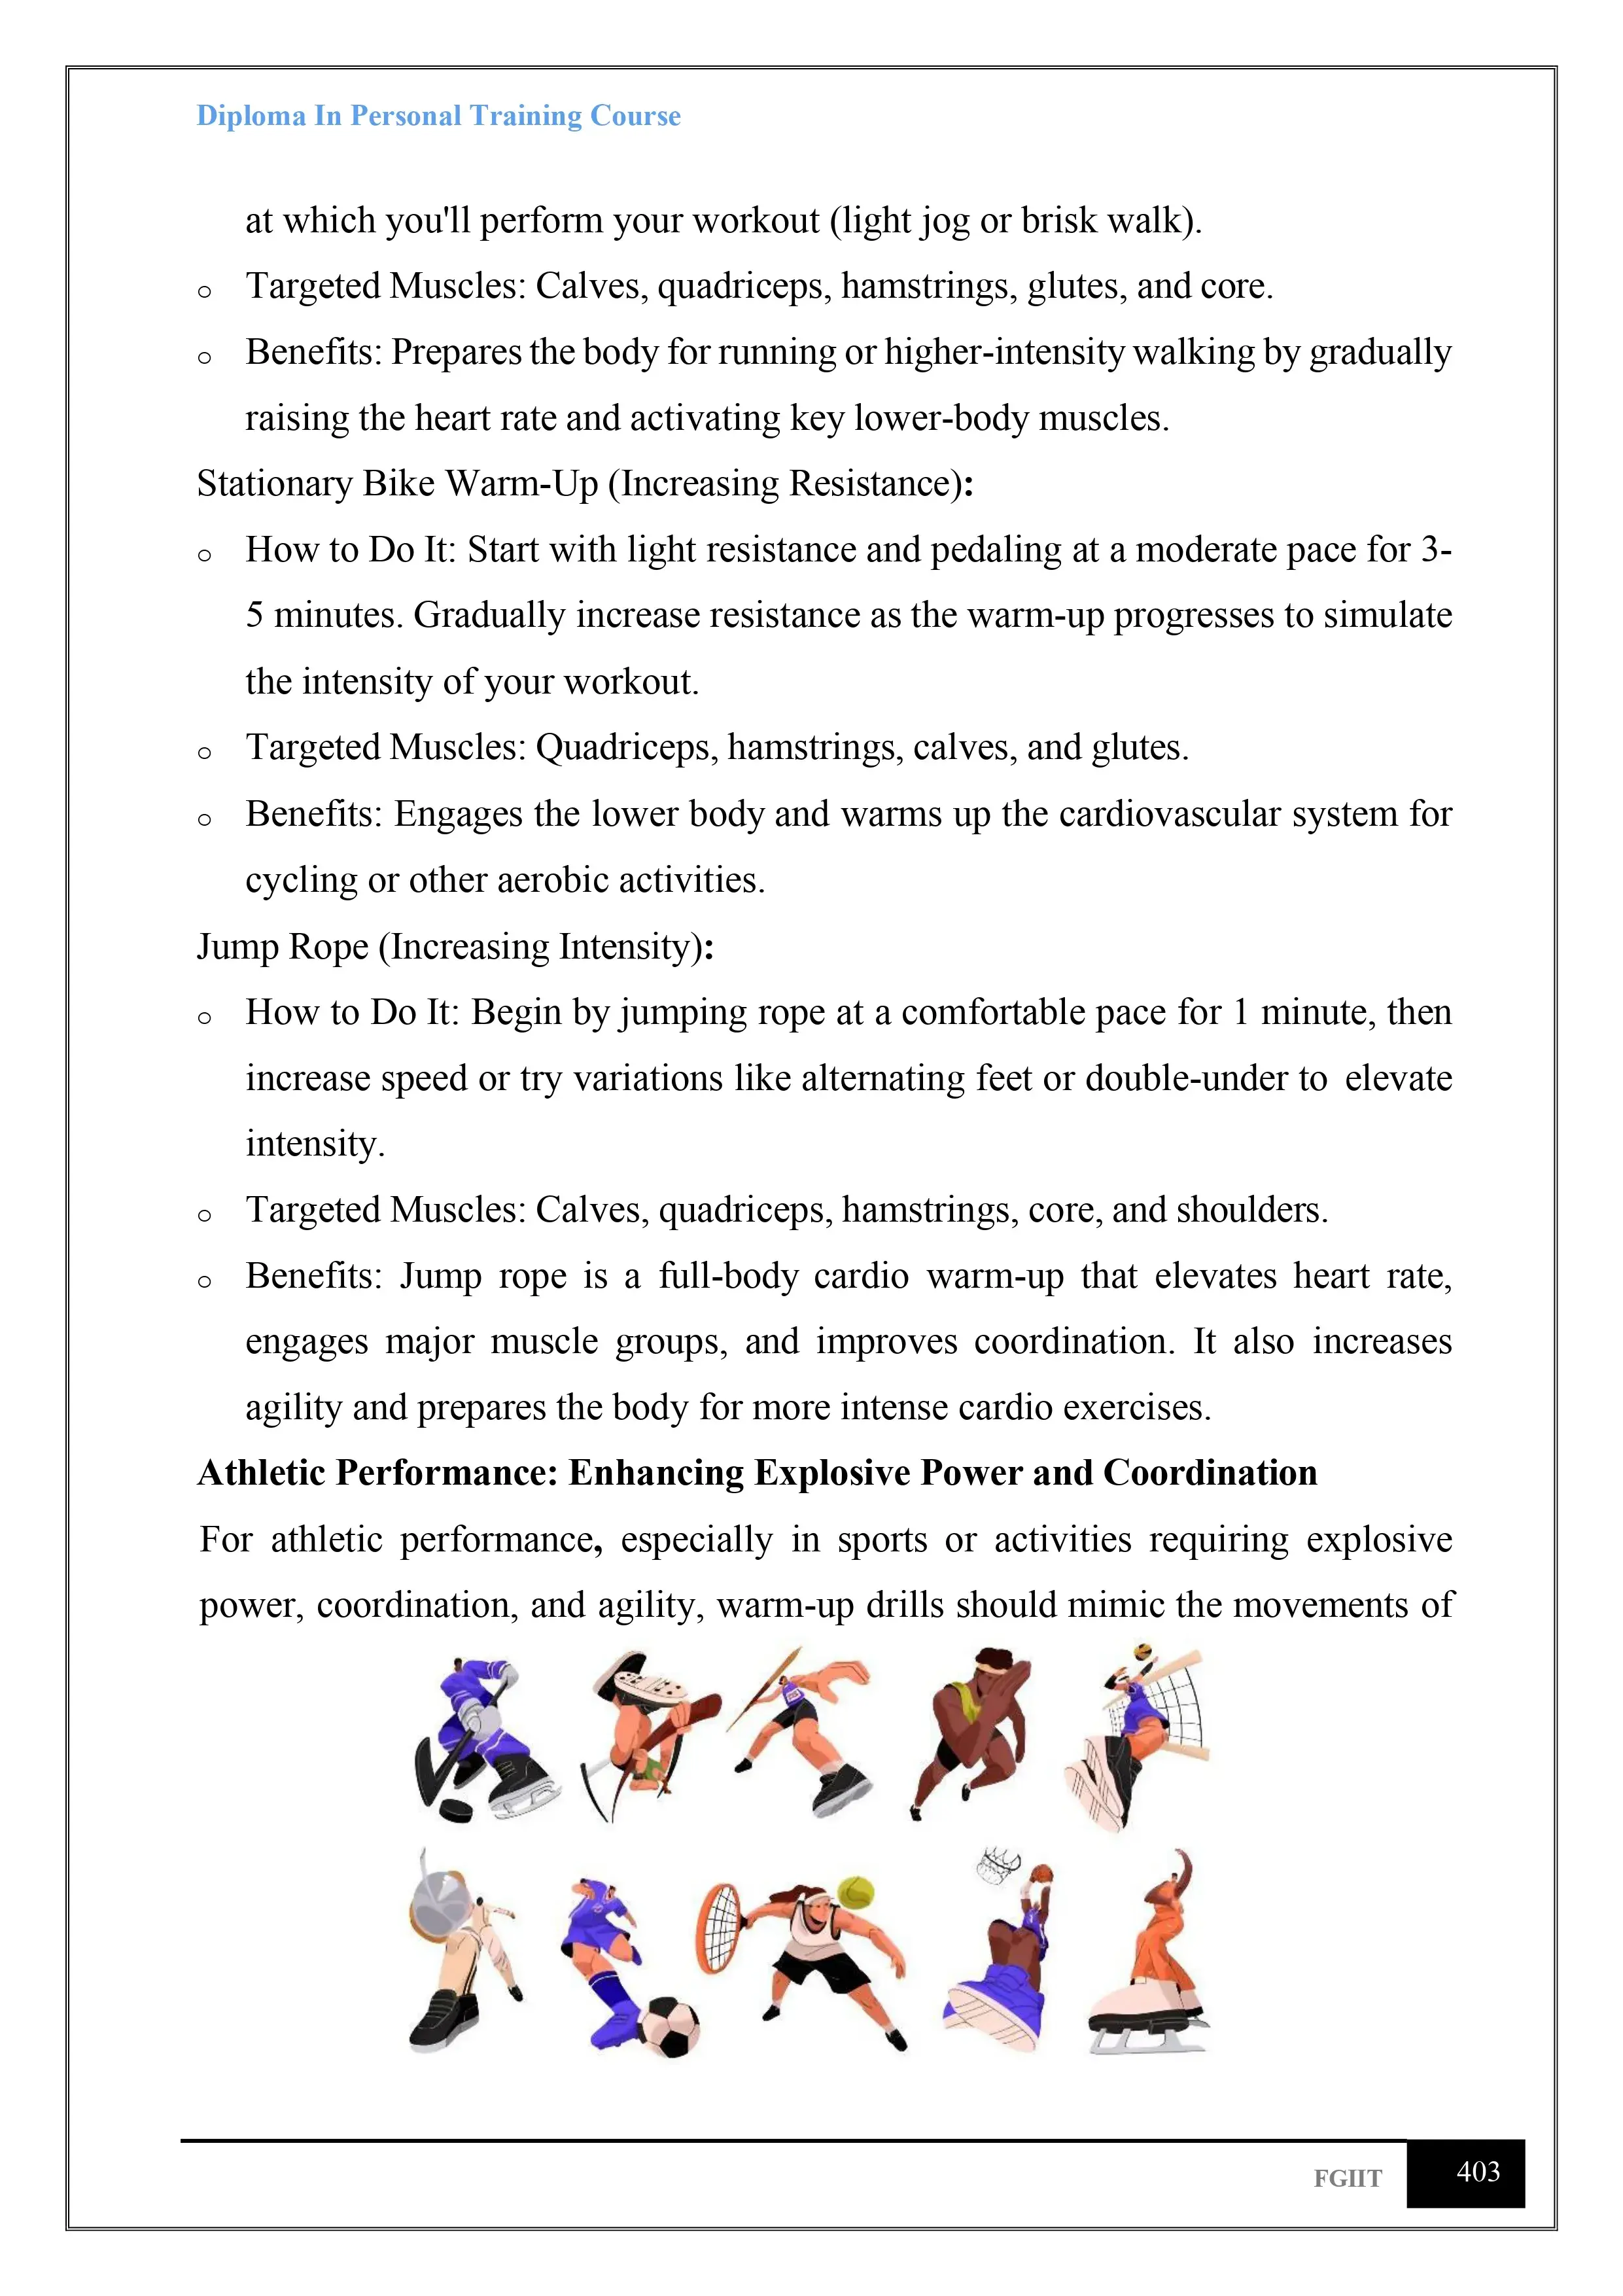 Diploma In Personal Training Course
at which you'll perform your workout (light jog or brisk walk).
o Targeted Muscles: Calves, quadriceps, hamstrings, glutes, and core.
o Benefits: Prepares the body for running or higher-intensity walking by gradually
raising the heart rate and activating key lower-body muscles.
Stationary Bike Warm-Up (Increasing Resistance):
o How to Do It: Start with light resistance and pedaling at a moderate pace for 3-
5 minutes. Gradually increase resistance as the warm-up progresses to simulate
the intensity of your workout.
o Targeted Muscles: Quadriceps, hamstrings, calves, and glutes.
o Benefits: Engages the lower body and warms up the cardiovascular system for
cycling or other aerobic activities.
Jump Rope (Increasing Intensity):
o How to Do It: Begin by jumping rope at a comfortable pace for 1 minute, then
increase speed or try variations like alternating feet or double-under to elevate
intensity.
o Targeted Muscles: Calves, quadriceps, hamstrings, core, and shoulders.
o Benefits: Jump rope is a full-body cardio warm-up that elevates heart rate,
engages major muscle groups, and improves coordination. It also increases
agility and prepares the body for more intense cardio exercises.
Athletic Performance: Enhancing Explosive Power and Coordination
For athletic performance, especially in sports or activities requiring explosive
power, coordination, and agility, warm-up drills should mimic the movements of
FGIIT 403